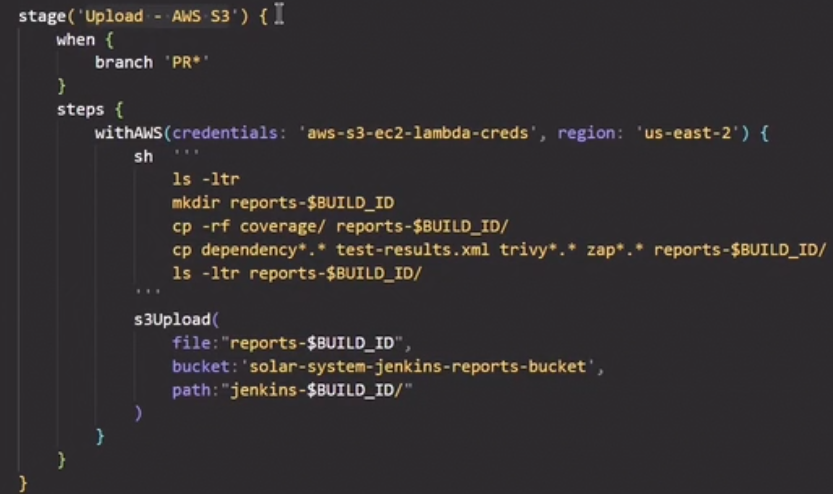 stage('Upload - AWS S3') {
    when {
        branch 'PR*'
    }
    steps {
        withAWS(credentials: 'aws-s3-ec2-lambda-creds', region: 'us-east-2') {
            sh  '''
                ls -ltr
                mkdir reports-$BUILD_ID
                cp -rf coverage/ reports-$BUILD_ID/
                cp dependency*.* test-results.xml trivy*.* zap*.* reports-$BUILD_ID/
                ls -ltr reports-$BUILD_ID/
            '''
            s3Upload(
                file:"reports-$BUILD_ID",
                bucket:'solar-system-jenkins-reports-bucket',
                path:"jenkins-$BUILD_ID/"
            )
        }
    }
}